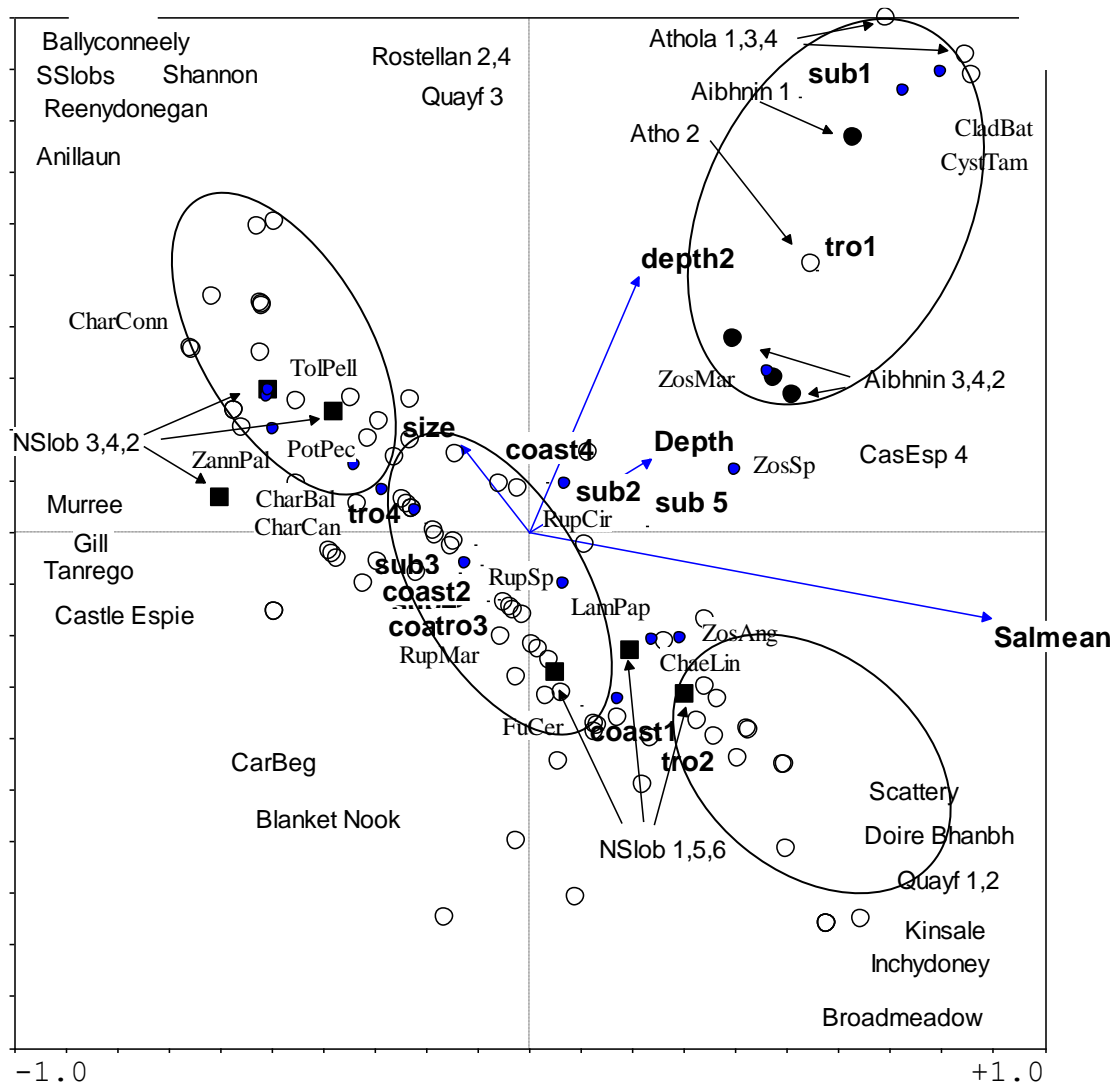 Ballyconneely
Rostellan 2,4
Athola 1,3,4
SSlobs
Shannon
sub1
Reenydonegan
Quayf 3
Aibhnin 1
Atho 2
CladBat
Anillaun
CystTam
tro1
depth2
CharConn
TolPell
ZosMar
Aibhnin 3,4,2
NSlob 3,4,2
size
coast4
Depth
ZannPal
PotPec
ZosSp
CasEsp 4
Murree
CharBal
tro4
sub2
sub 5
CharCan
RupCir
Gill
Tanrego
sub3
RupSp
coast2
Castle Espie
LamPap
coatro3
ZosAng
Salmean
RupMar
ChaeLin
FuCer
coast1
CarBeg
tro2
Scattery
Blanket Nook
Doire Bhanbh
NSlob 1,5,6
Quayf 1,2
Kinsale
Inchydoney
Broadmeadow
-1.0
+1.0